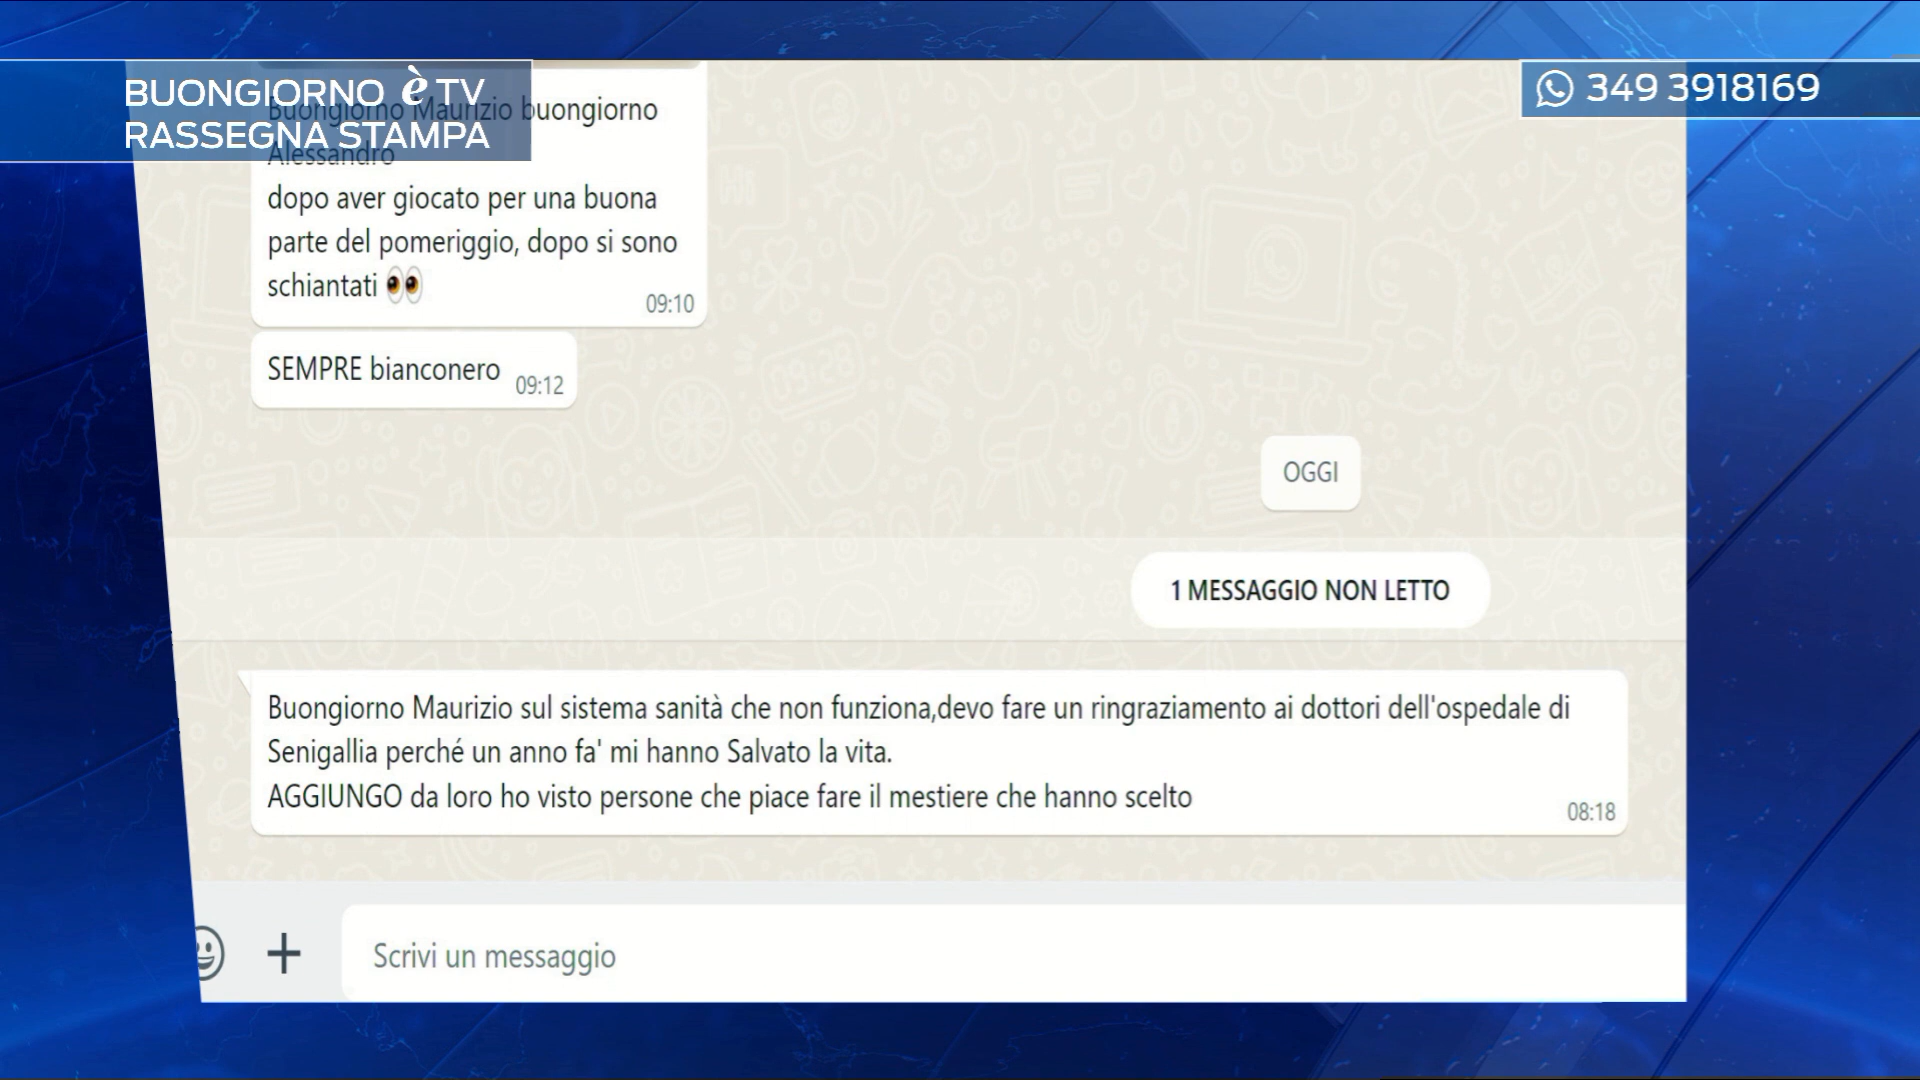 BUONGIORNO è TV
RASSEGNA STAMPA
349 3918169
Buongiorno Maurizio buongiorno
Alessandro
dopo aver giocato per una buona
parte del pomeriggio, dopo si sono
schiantati 👀
09:10
SEMPRE bianconero
09:12
OGGI
1 MESSAGGIO NON LETTO
Buongiorno Maurizio sul sistema sanità che non funziona,devo fare un ringraziamento ai dottori dell'ospedale di
Senigallia perché un anno fa' mi hanno Salvato la vita.
AGGIUNGO da loro ho visto persone che piace fare il mestiere che hanno scelto
08:18
Scrivi un messaggio